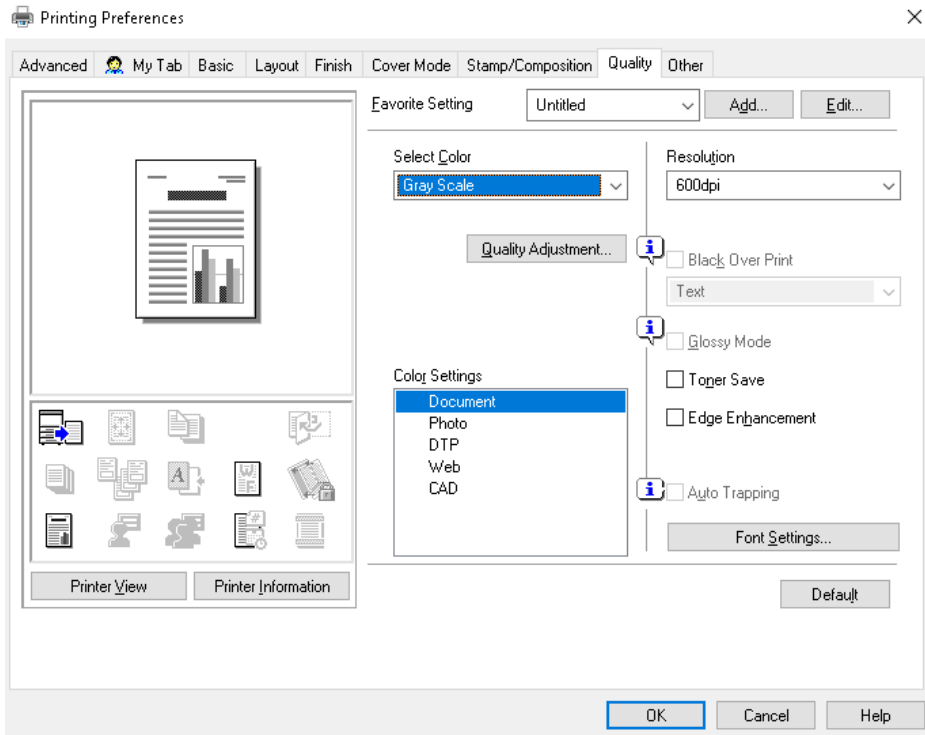 Printing Preferences
Advanced My Tab Basic Layout Finish Cover Mode Stamp/Composition Quality Other
Favorite Setting Untitled Add... Edit...
Select Color
Gray Scale
Quality Adjustment...
Color Settings
Document
Photo
DTP
Web
CAD
Resolution
600dpi
Black Over Print
Text
Glossy Mode
Toner Save
Edge Enhancement
Auto Trapping
Font Settings...
Printer View Printer Information
Default
OK Cancel Help